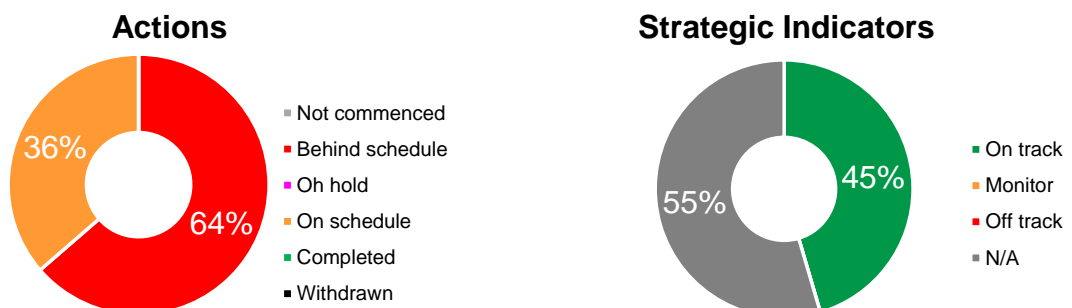 Actions
36%
64%
Not commenced
Behind schedule
Oh hold
On schedule
Completed
Withdrawn
Strategic Indicators
55%
45%
On track
Monitor
Off track
N/A